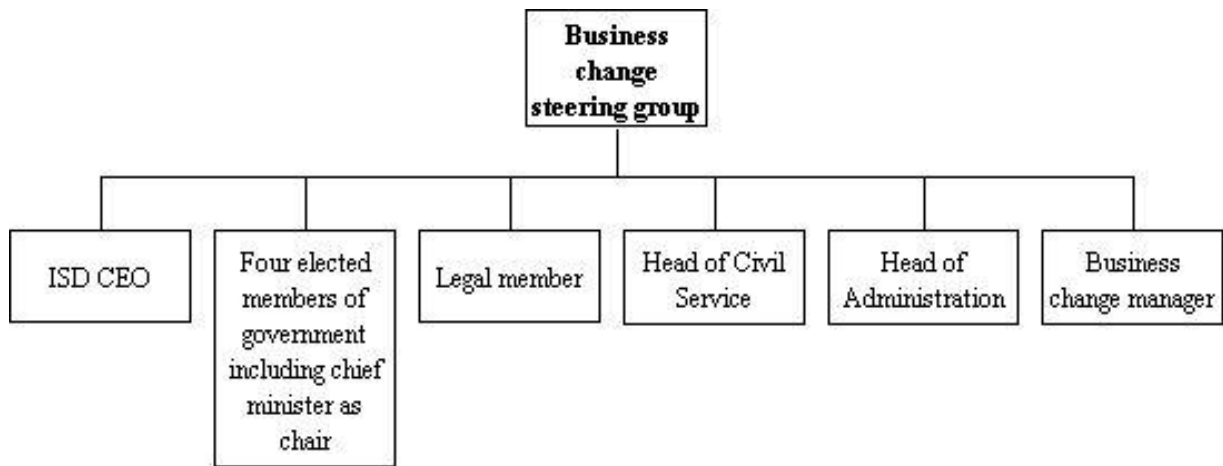 Business
change
steering group
ISD CEO
Four elected
members of
government
including chief
minister as
chair
Legal member
Head of Civil
Service
Head of
Administration
Business
change manager